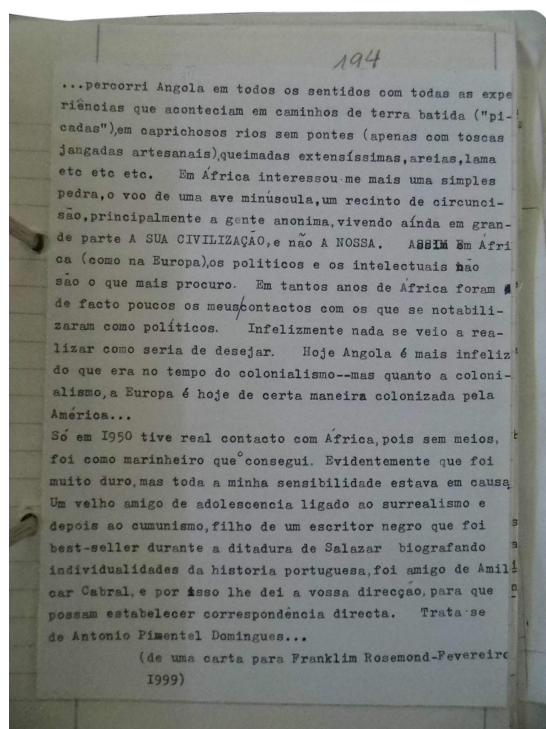 194
...percorri Angola em todos os sentidos com todas as expe
riências que aconteciam em caminhos de terra batida ("pi-
cadas"),em caprichosos rios sem pontes (apenas com toscas
jangadas artesanais),queimadas extensíssimas,areias,lama
etc etc etc. Em África interessou-me mais uma simples
pedra,o voo de uma ave minúscula,um recinto de circunci-
são,principalmente a gente anonima,vivendo aínda em gran-
de parte A SUA CIVILIZAÇÃO,e não A NOSSA. ASSIM Em Áfri
ca (como na Europa),os politicos e os intelectuais não
são o que mais procuro. Em tantos anos de África foram
de facto poucos os meus/contactos com os que se notabili-
zaram como políticos. Infelizmente nada se veio a rea-
lizar como seria de desejar. Hoje Angola é mais infeliz
do que era no tempo do colonialismo--mas quanto a coloni-
alismo,a Europa é hoje de certa maneira colonizada pela
América...
Só em I950 tive real contacto com África,pois sem meios,
foi como marinheiro que o consegui. Evidentemente que foi
muito duro,mas toda a minha sensibilidade estava em causa
Um velho amigo de adolescencia ligado ao surrealismo e
depois ao cumunismo,filho de um escritor negro que foi
best-seller durante a ditadura de Salazar biografando
individualidades da historia portuguesa,foi amigo de Amil
car Cabral,e por isso lhe dei a vossa direcção,para que
possam estabelecer correspondência directa. Trata-se
de Antonio Pimentel Domingues...
(de uma carta para Franklim Rosemond-Fevereiro
I999)